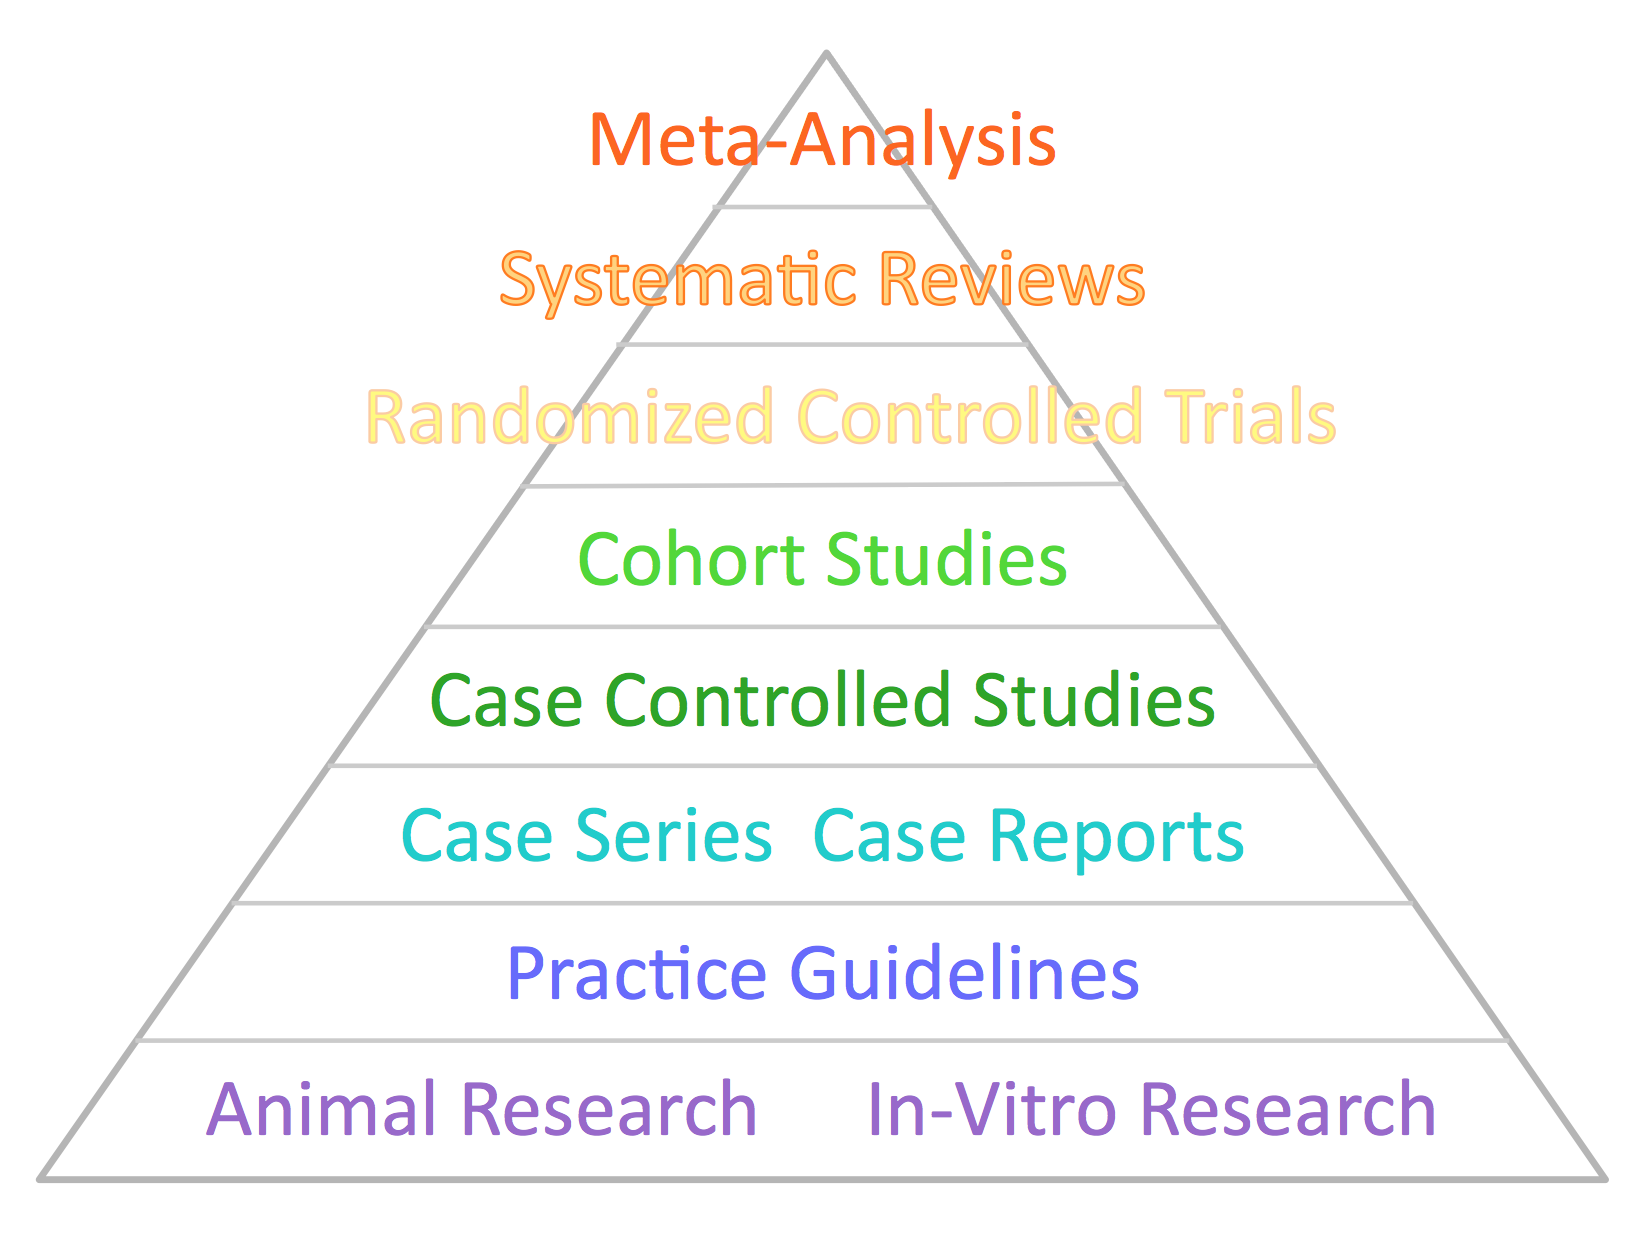 Meta-Analysis
Systematic Reviews
Randomized Controlled Trials
Cohort Studies
Case Controlled Studies
Case Series  Case Reports
Practice Guidelines
Animal Research  In-Vitro Research